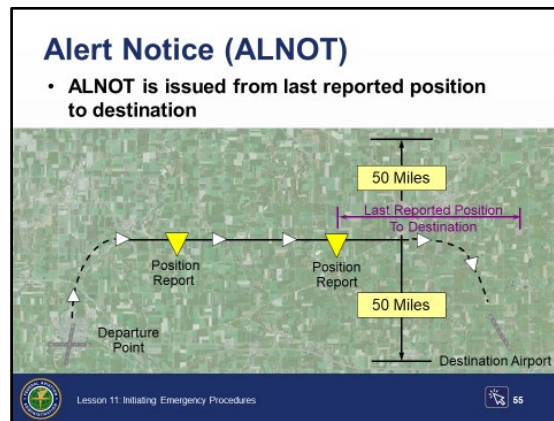 Alert Notice (ALNOT)
• ALNOT is issued from last reported position
to destination
50 Miles
Last Reported Position
To Destination
Position
Report
Position
Report
50 Miles
Departure
Point
Destination Airport
Lesson 11: Initiating Emergency Procedures
55